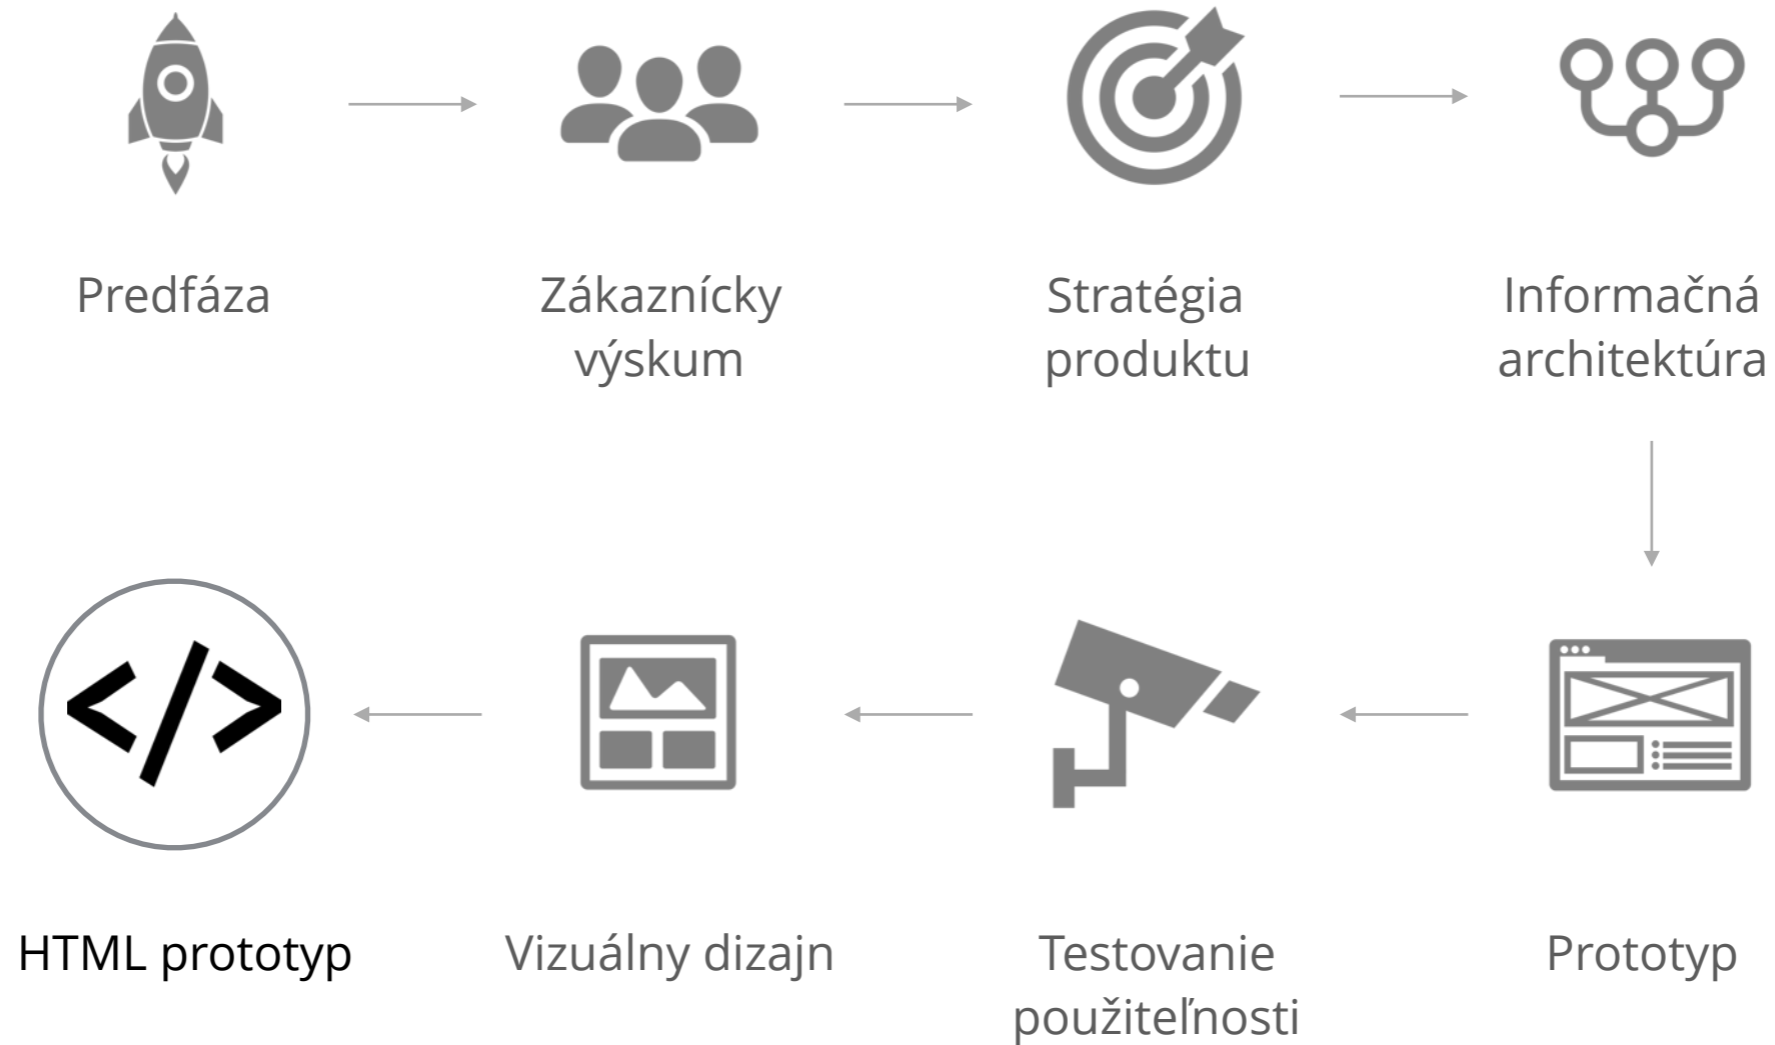 Predfáza
Zákaznícky
výskum
Stratégia
produktu
Informačná
architektúra
HTML prototyp
Vizuálny dizajn
Testovanie
použiteľnosti
Prototyp